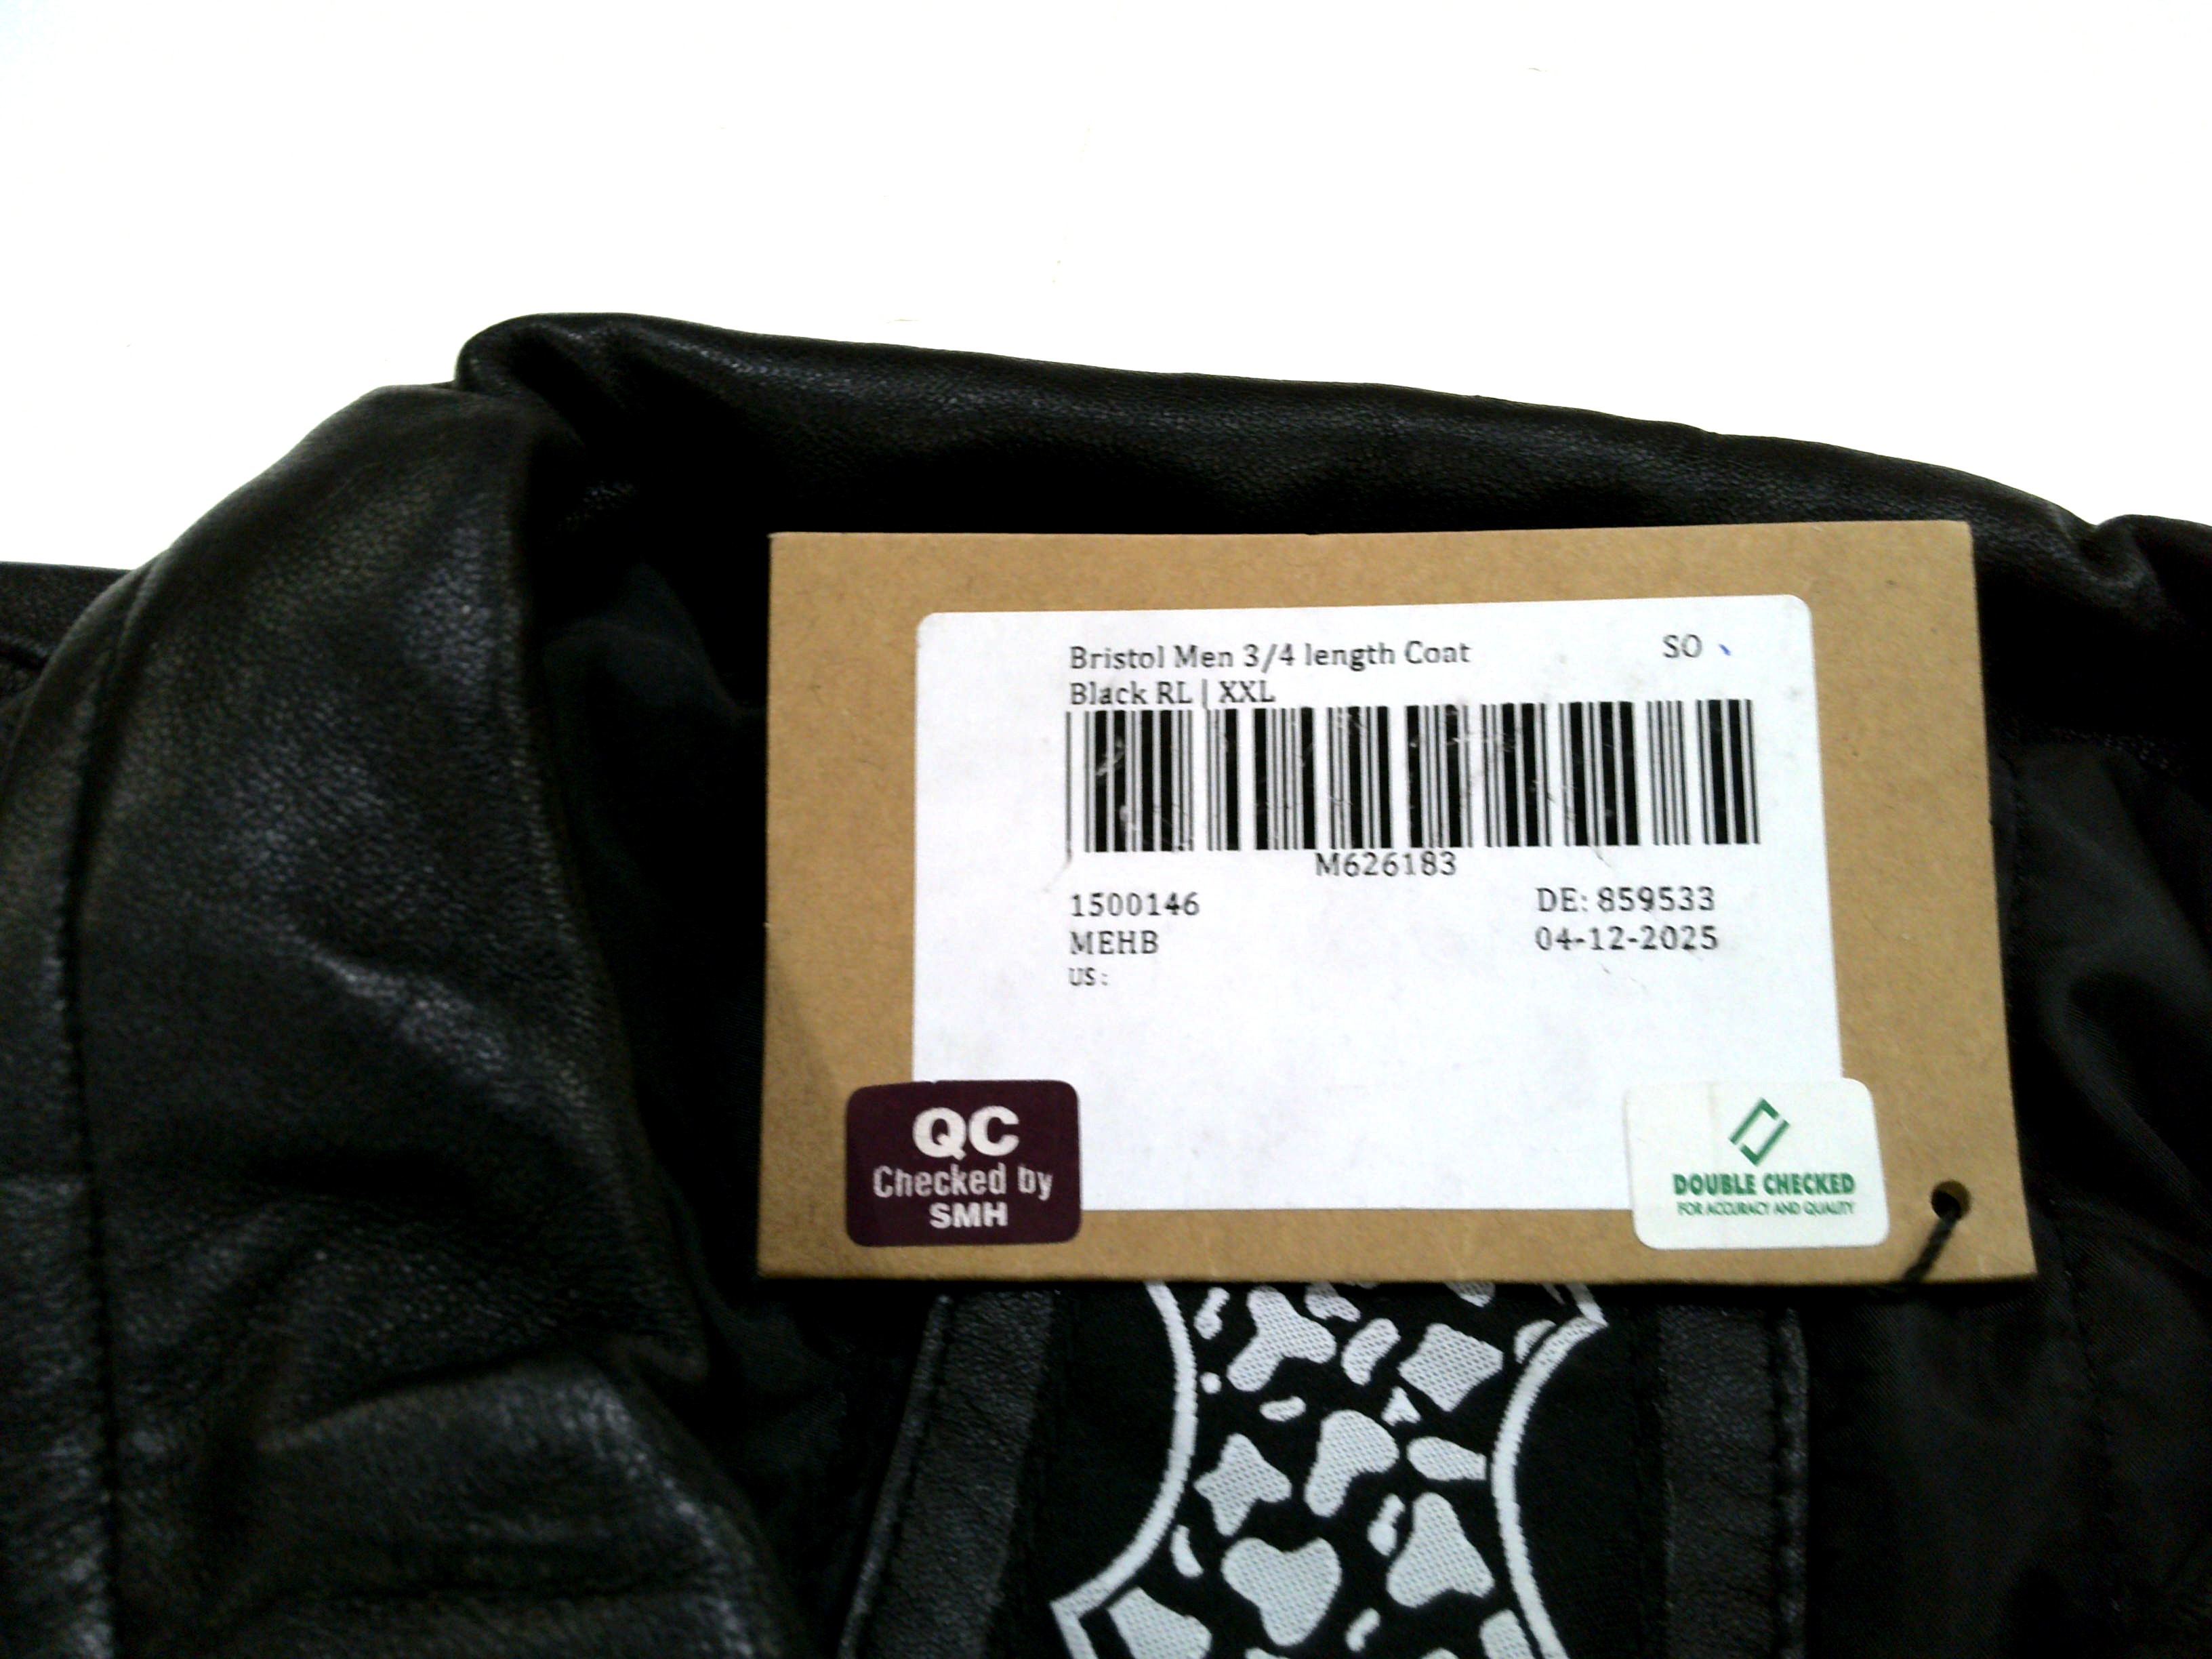 Bristol Men 3/4 length Coat SO
Black RL | XXL
M626183
1500146 DE: 859533
MEHB 04-12-2025
US:
QC
Checked by
SMH
DOUBLE CHECKED
FOR ACCURACY AND QUALITY